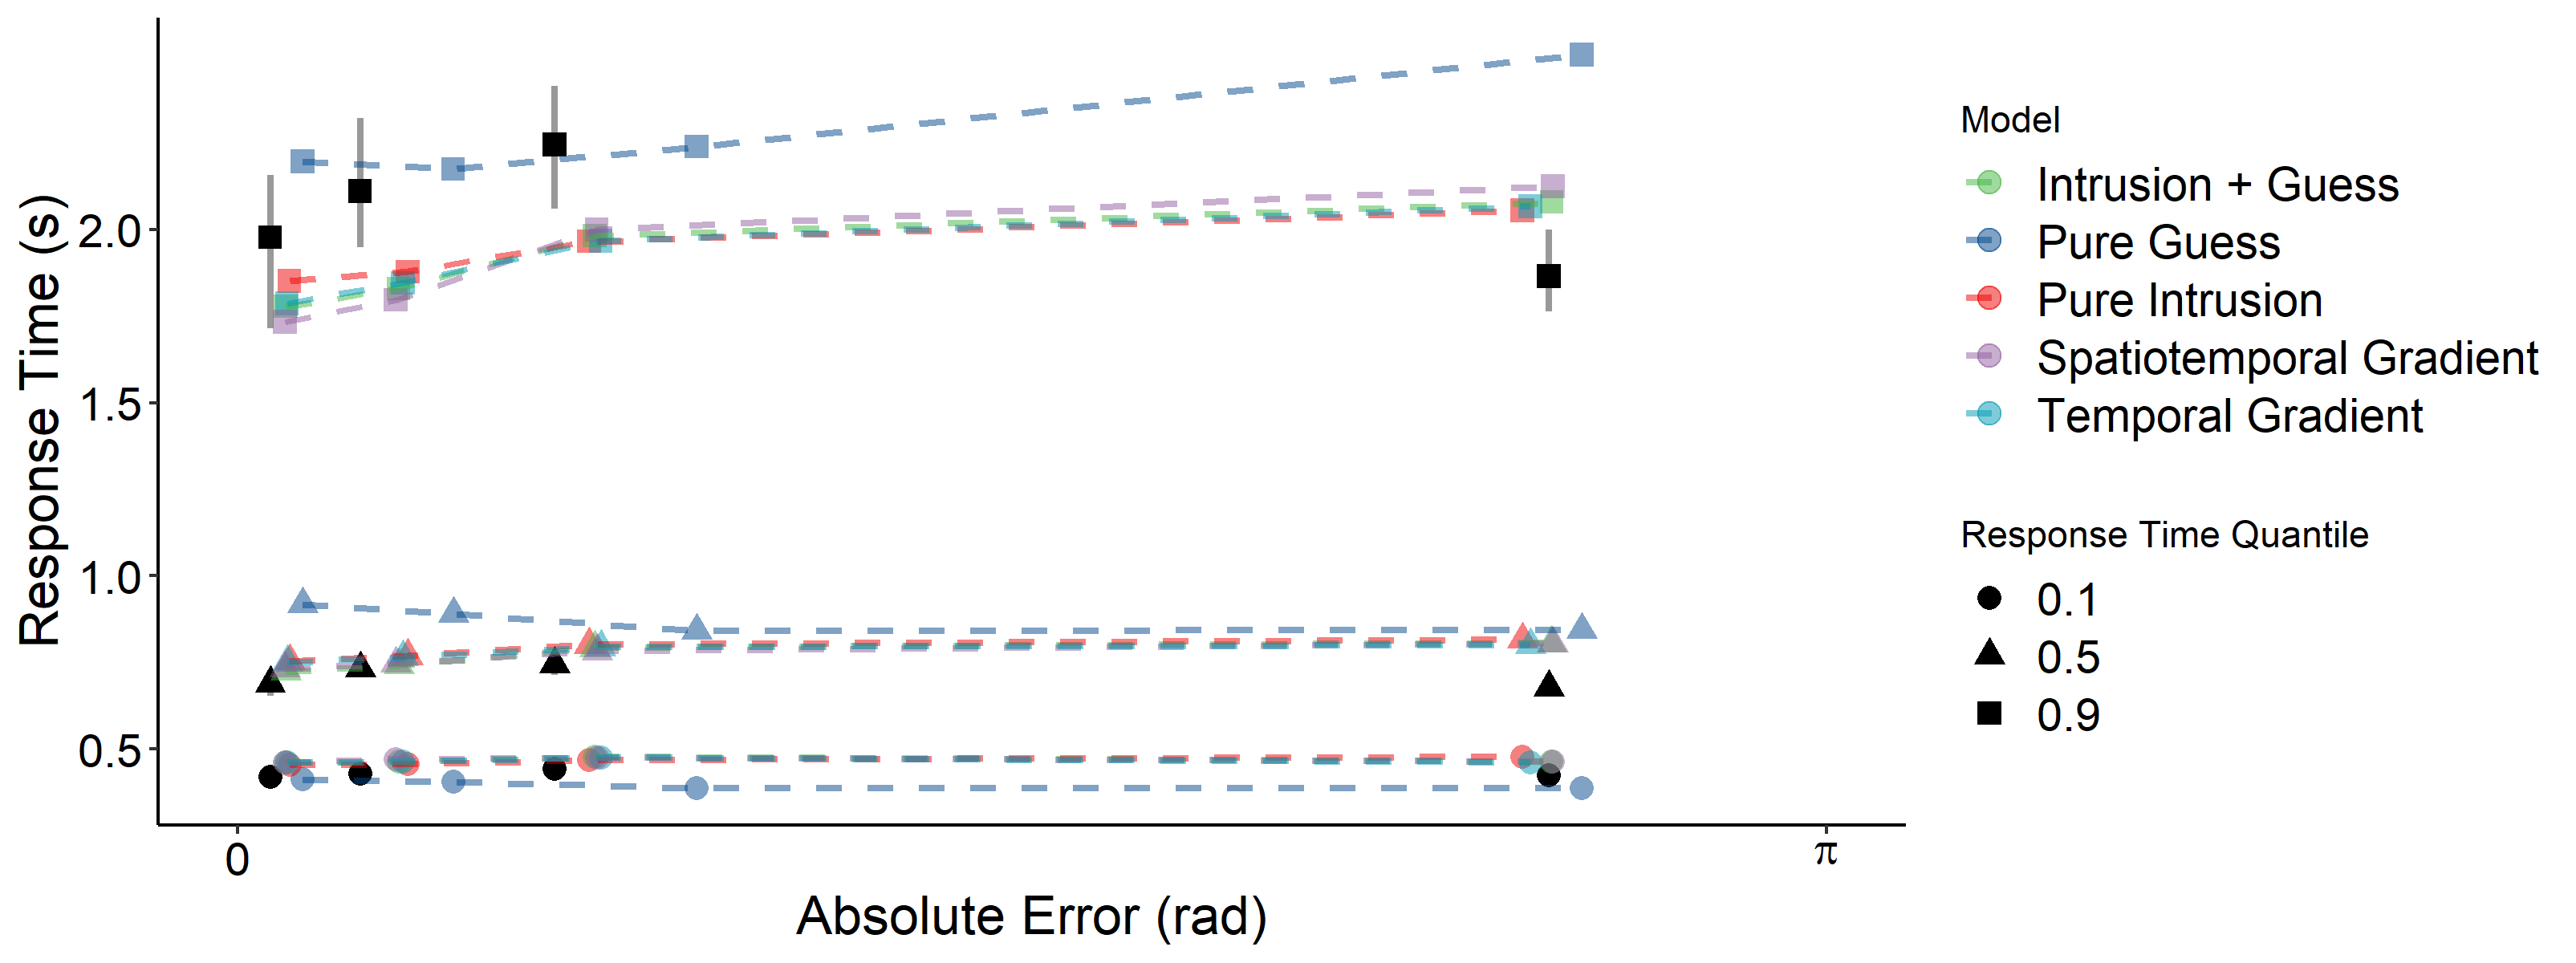 Response Time (s)
2.0
1.5
1.0
0.5
0
π
Absolute Error (rad)
Model
Intrusion + Guess
Pure Guess
Pure Intrusion
Spatiotemporal Gradient
Temporal Gradient
Response Time Quantile
0.1
0.5
0.9